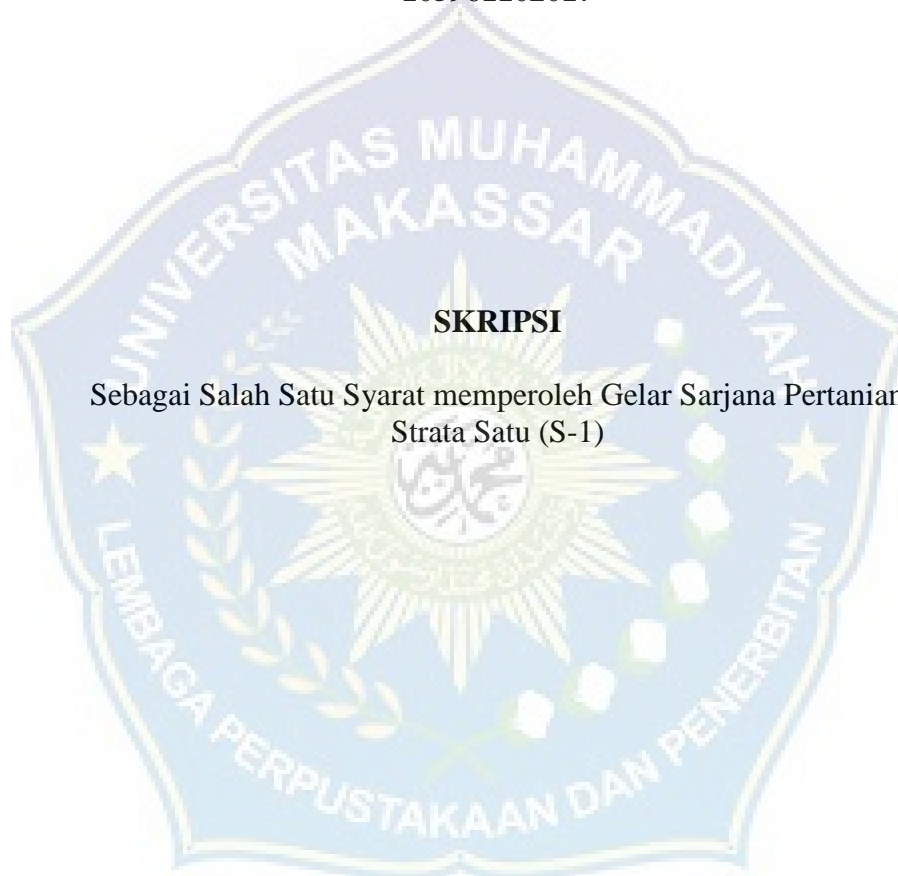 UNIVERSITAS MUHAMMADIYAH
MAKASSAR
SKRIPSI
Sebagai Salah Satu Syarat memperoleh Gelar Sarjana Pertanian
Strata Satu (S-1)
LEMBAGA PERPUSTAKAAN DAN PENERBITAN